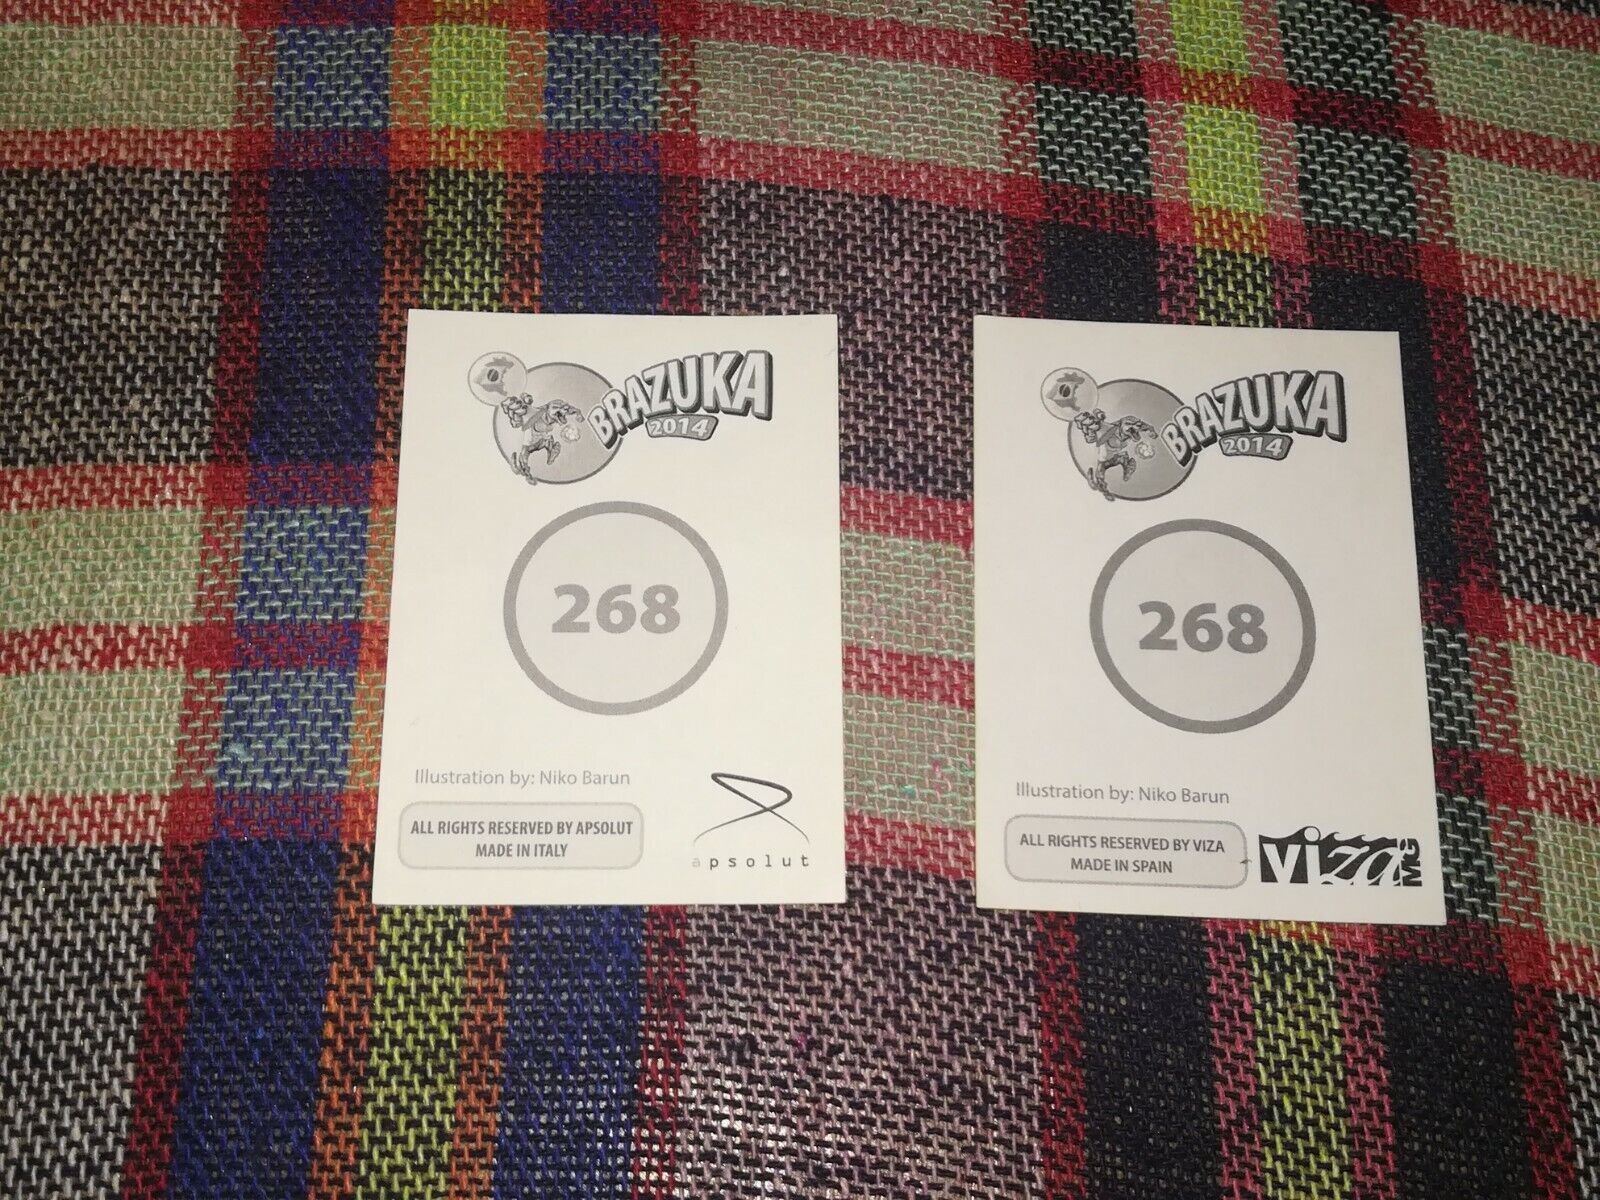 BRAZUKA
2014
268
Illustration by: Niko Barun
ALL RIGHTS RESERVED BY APSOLUT
MADE IN ITALY
apsolut
BRAZUKA
2014
268
Illustration by: Niko Barun
ALL RIGHTS RESERVED BY VIZA
MADE IN SPAIN
viza MG